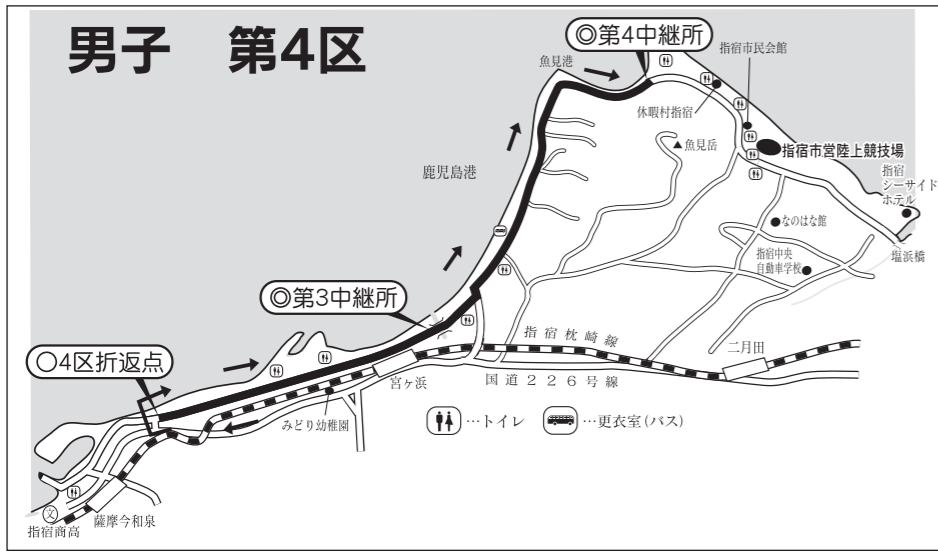 男子　第4区
◎第4中継所
指宿市民会館
魚見港
休暇村指宿
魚見岳
指宿市営陸上競技場
鹿児島港
指宿
シーサイド
ホテル
なのはな館
指宿中央
自動車学校
塩浜橋
◎第3中継所
指宿枕崎線
二月田
○4区折返点
宮ヶ浜
国道226号線
みどり幼稚園
…トイレ
…更衣室(バス)
文
薩摩今和泉
指宿商高